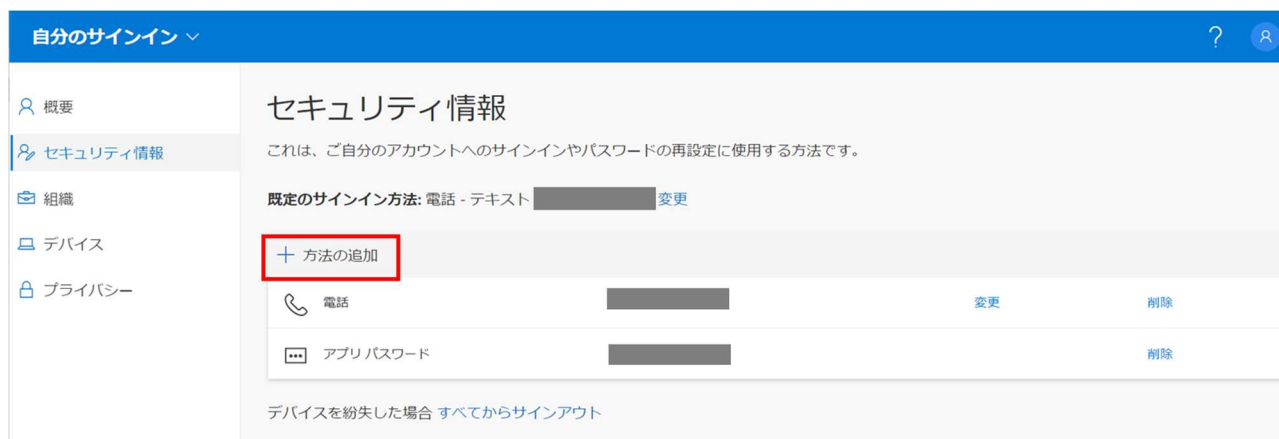 自分のサインイン
?
概要
セキュリティ情報
組織
デバイス
プライバシー
セキュリティ情報
これは、ご自分のアカウントへのサインインやパスワードの再設定に使用する方法です。
既定のサインイン方法: 電話 - テキスト 変更
+ 方法の追加
電話 変更 削除
アプリ パスワード 削除
デバイスを紛失した場合 すべてからサインアウト